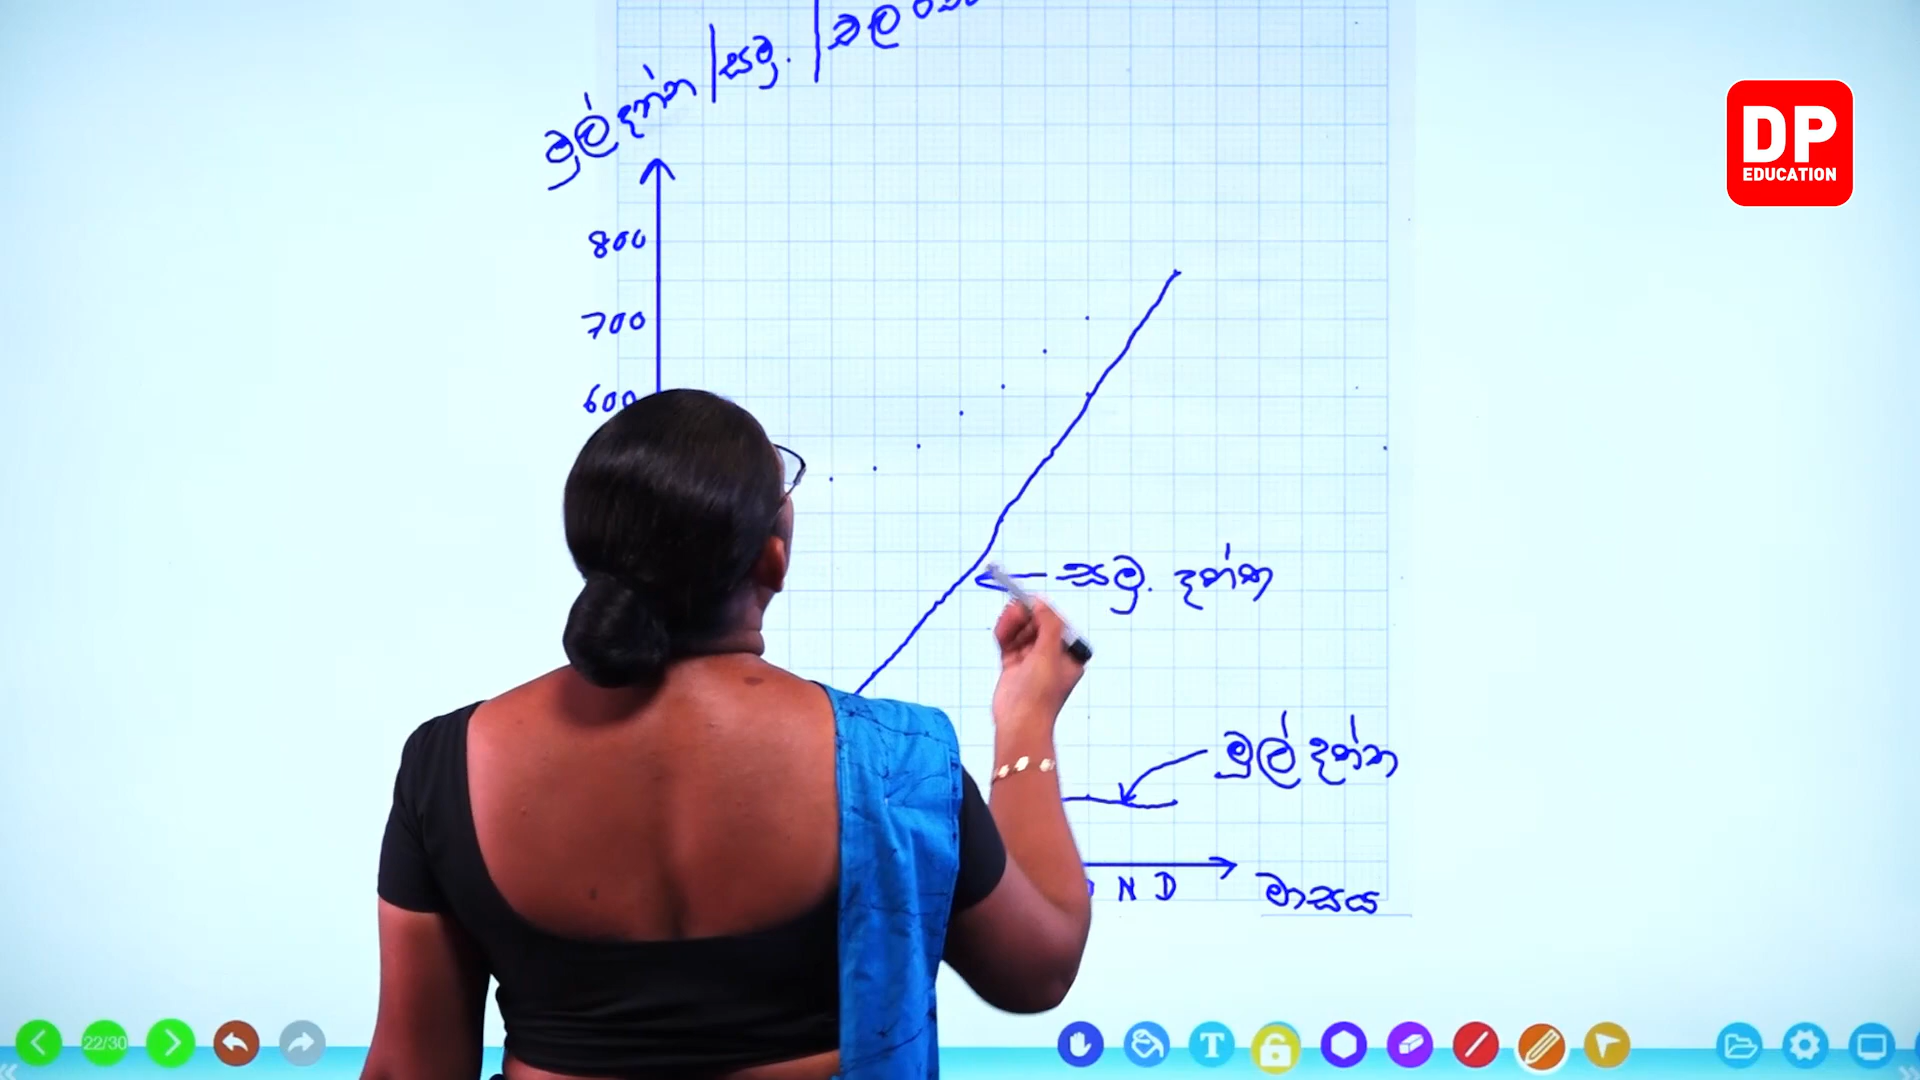 මුල් දත්ත / සමු. / චල
DP
EDUCATION
800
700
600
සමු. දත්ත
මුල් දත්ත
N D මාසය
22/30
T